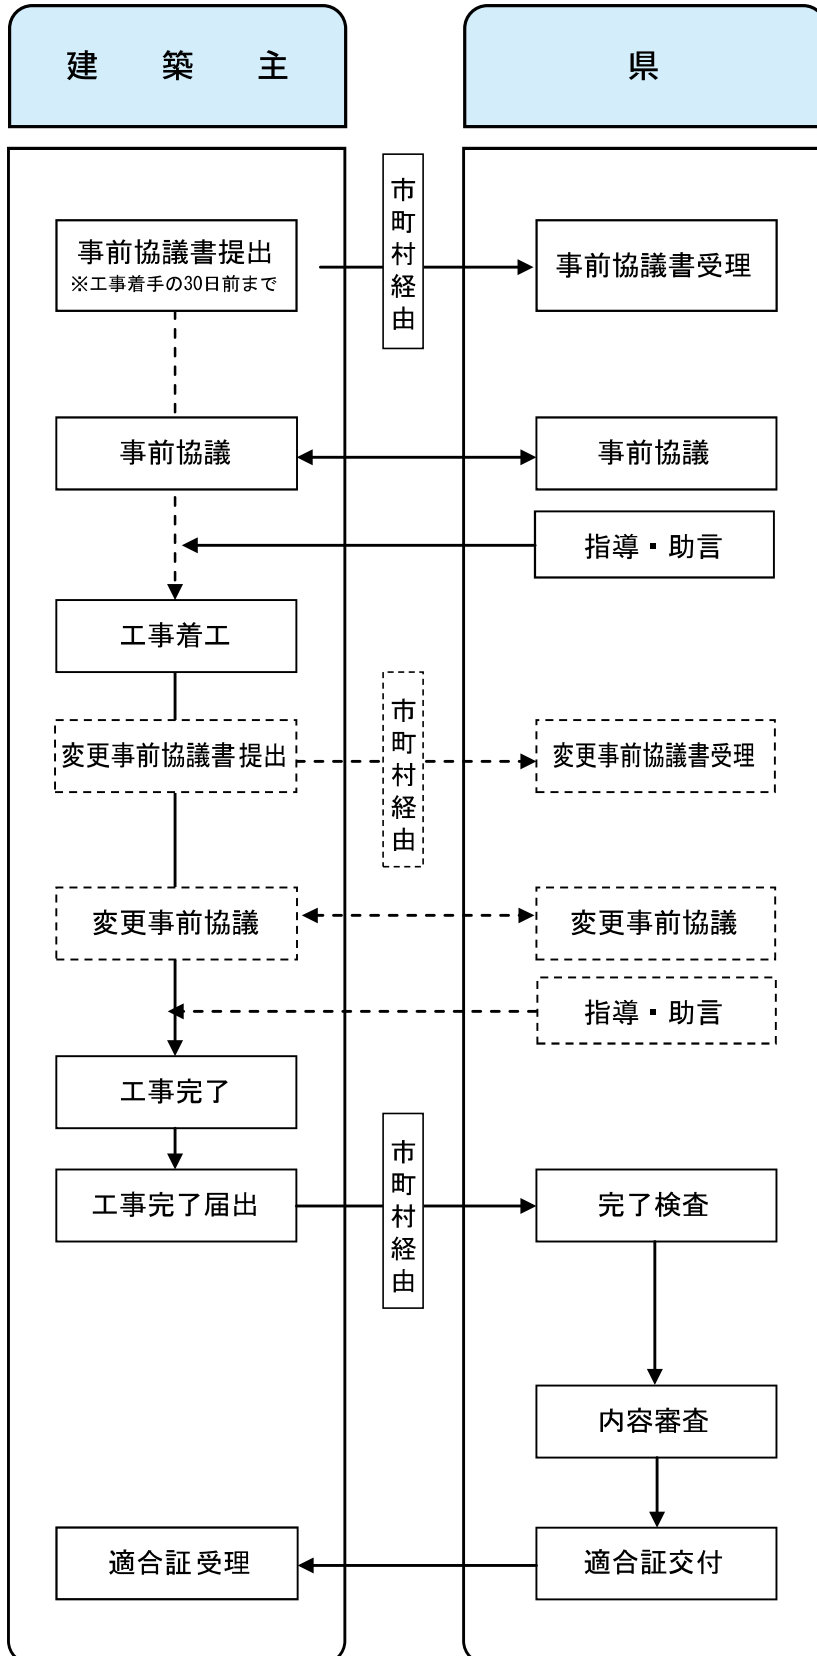 建築主
県
市町村経由
事前協議書提出
※工事着手の30日前まで
事前協議書受理
事前協議
事前協議
指導・助言
工事着工
市町村経由
変更事前協議書提出
変更事前協議書受理
変更事前協議
変更事前協議
指導・助言
工事完了
市町村経由
工事完了届出
完了検査
内容審査
適合証受理
適合証交付